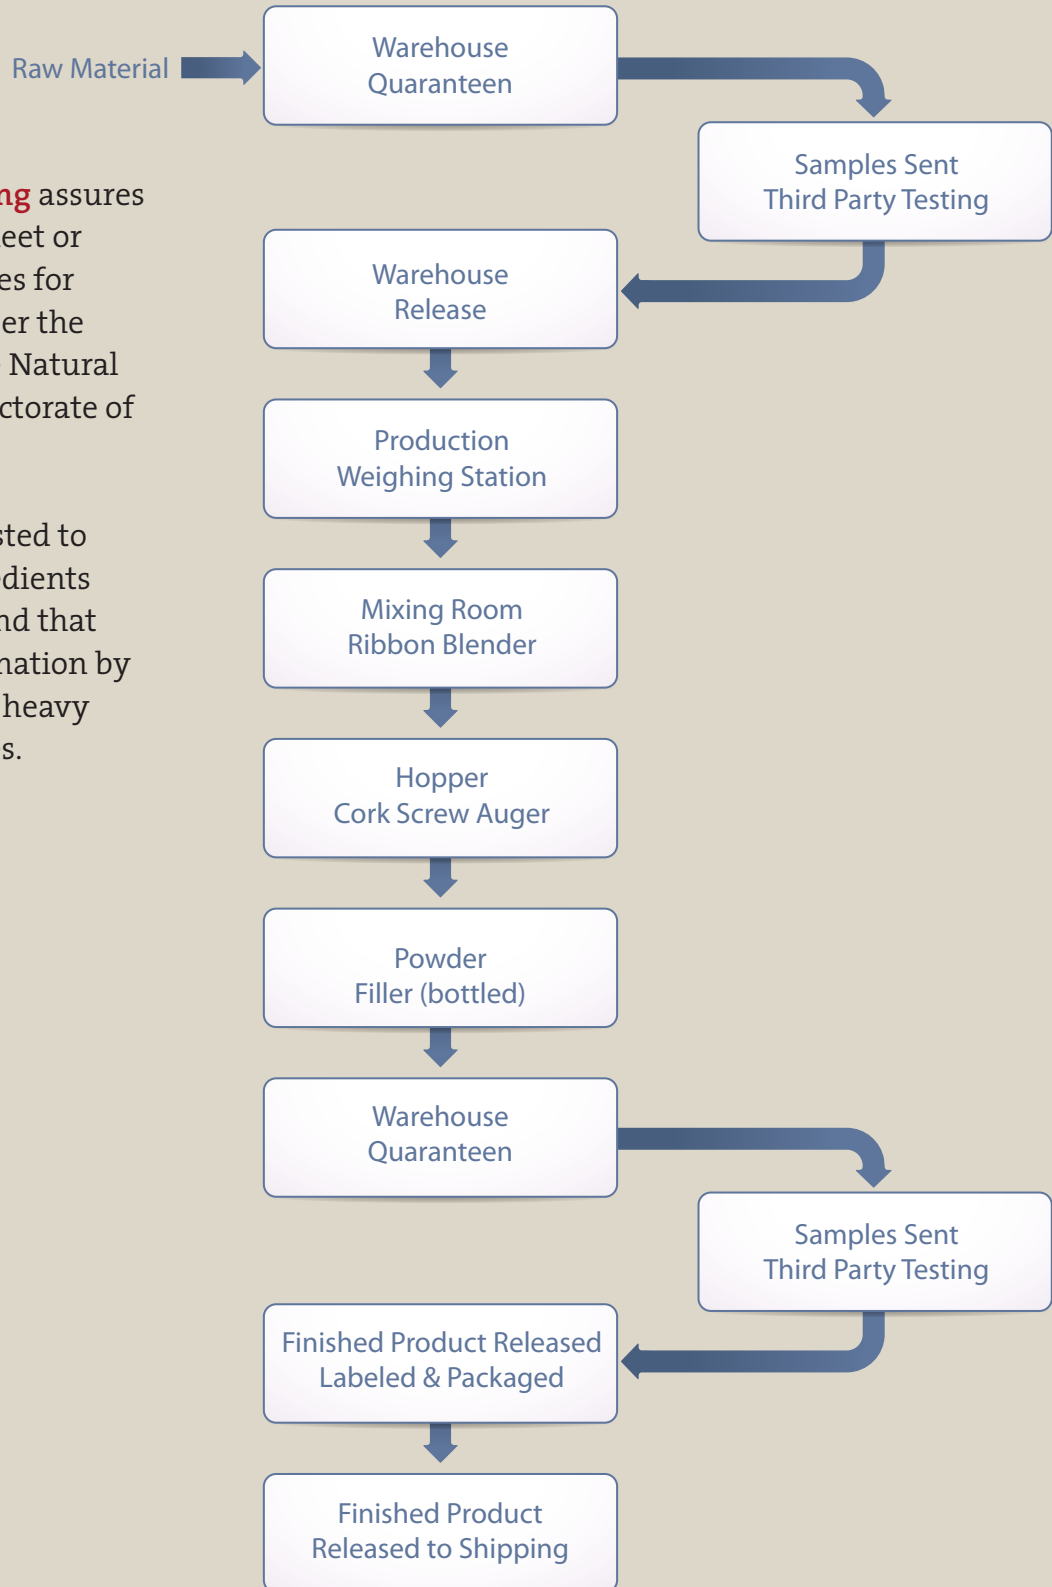 Raw Material
Warehouse
Quaranteen
Samples Sent
Third Party Testing
Warehouse
Release
Production
Weighing Station
Mixing Room
Ribbon Blender
Hopper
Cork Screw Auger
Powder
Filler (bottled)
Warehouse
Quaranteen
Samples Sent
Third Party Testing
Finished Product Released
Labeled & Packaged
Finished Product
Released to Shipping
ng assures
eet or
es for
er the
Natural
ctorate of
sted to
edients
nd that
nation by
heavy
s.